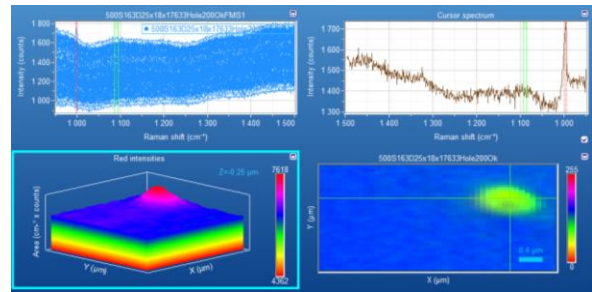 500S163D25x18x17633Hole200OkFMS1
500S163D25x18x17633Hole200OkFMS1
Intensity (counts)
1 800
1 600
1 400
1 200
1 000
1 000
1 100
1 200
1 300
1 400
1 500
Raman shift (cm⁻¹)
Cursor spectrum
Intensity (counts)
1 700
1 600
1 500
1 400
1 300
1 500
1 400
1 300
1 200
1 100
1 000
Raman shift (cm⁻¹)
Red intensities
Z=-0.25 µm
7618
4362
Area (cm⁻¹ x counts)
Y (µm)
X (µm)
500S163D25x18x17633Hole200Ok
255
0
Y (µm)
0.4 µm
X (µm)